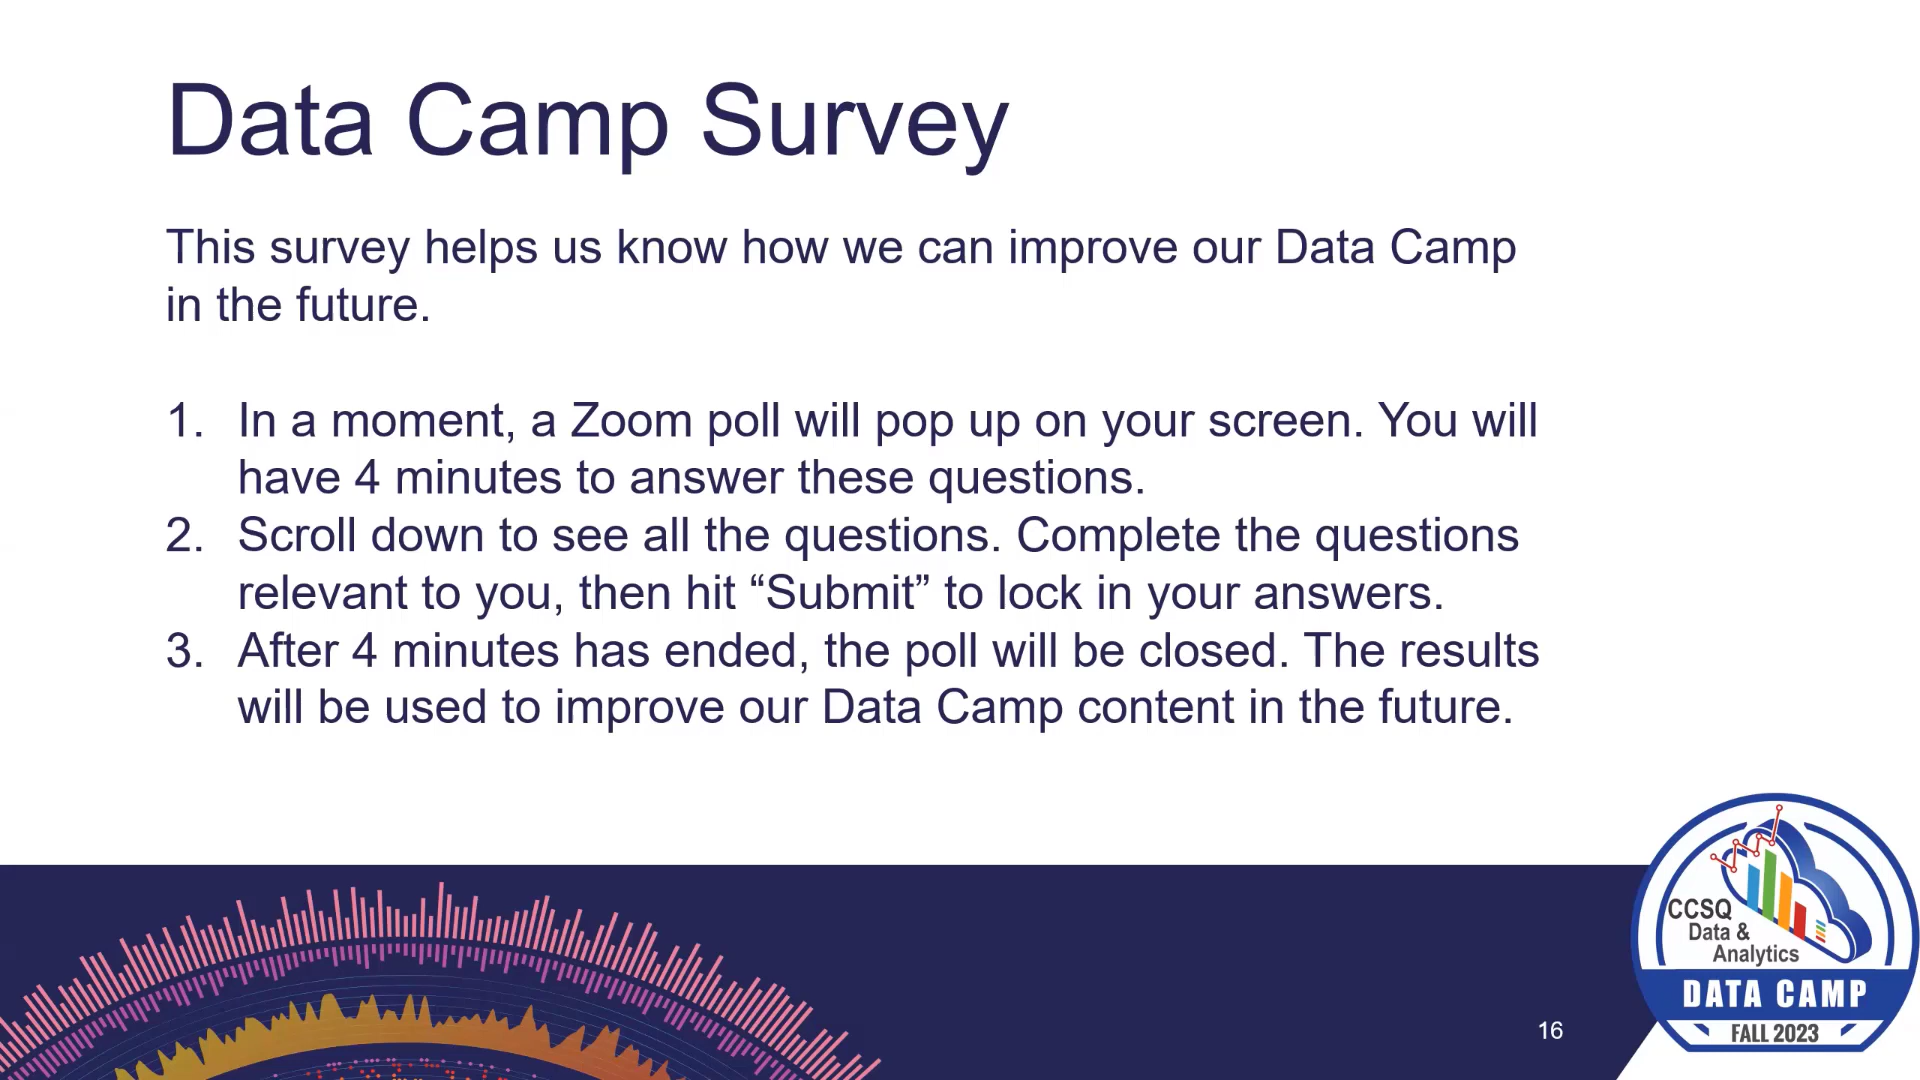 Data Camp Survey
This survey helps us know how we can improve our Data Camp
in the future.
1. In a moment, a Zoom poll will pop up on your screen. You will
have 4 minutes to answer these questions.
2. Scroll down to see all the questions. Complete the questions
relevant to you, then hit “Submit” to lock in your answers.
3. After 4 minutes has ended, the poll will be closed. The results
will be used to improve our Data Camp content in the future.
CCSQ
Data &
Analytics
DATA CAMP
FALL 2023
16